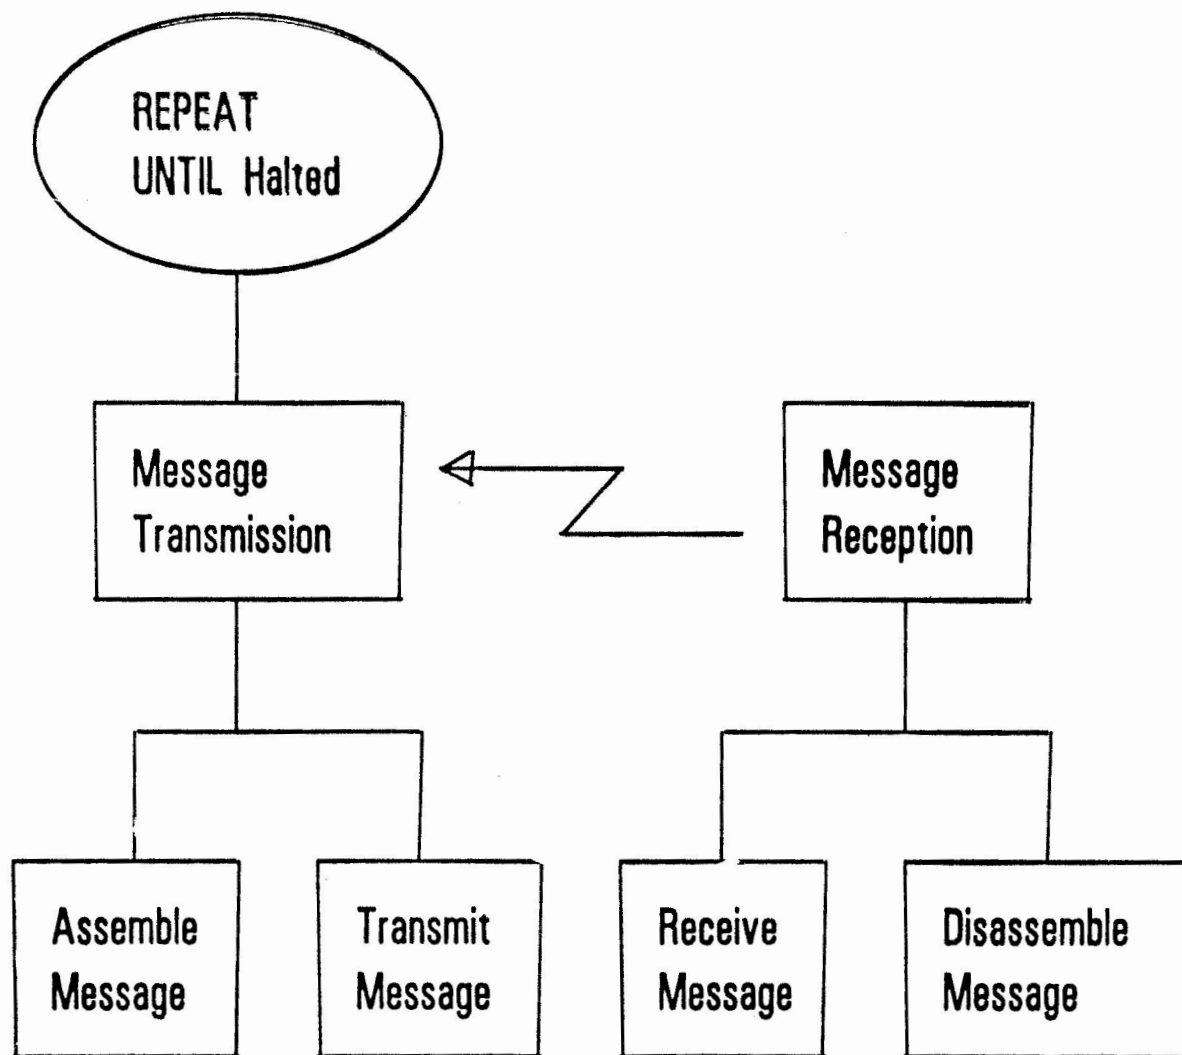 REPEAT
UNTIL Halted
Message
Transmission
Message
Reception
Assemble
Message
Transmit
Message
Receive
Message
Disassemble
Message